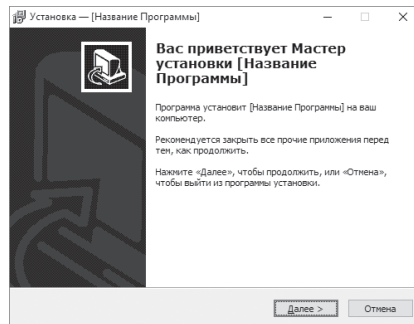 Установка — [Название Программы]
Вас приветствует Мастер
установки [Название
Программы]
Программа установит [Название Программы] на ваш
компьютер.
Рекомендуется закрыть все прочие приложения перед
тем, как продолжить.
Нажмите «Далее», чтобы продолжить, или «Отмена»,
чтобы выйти из программы установки.
Далее >
Отмена